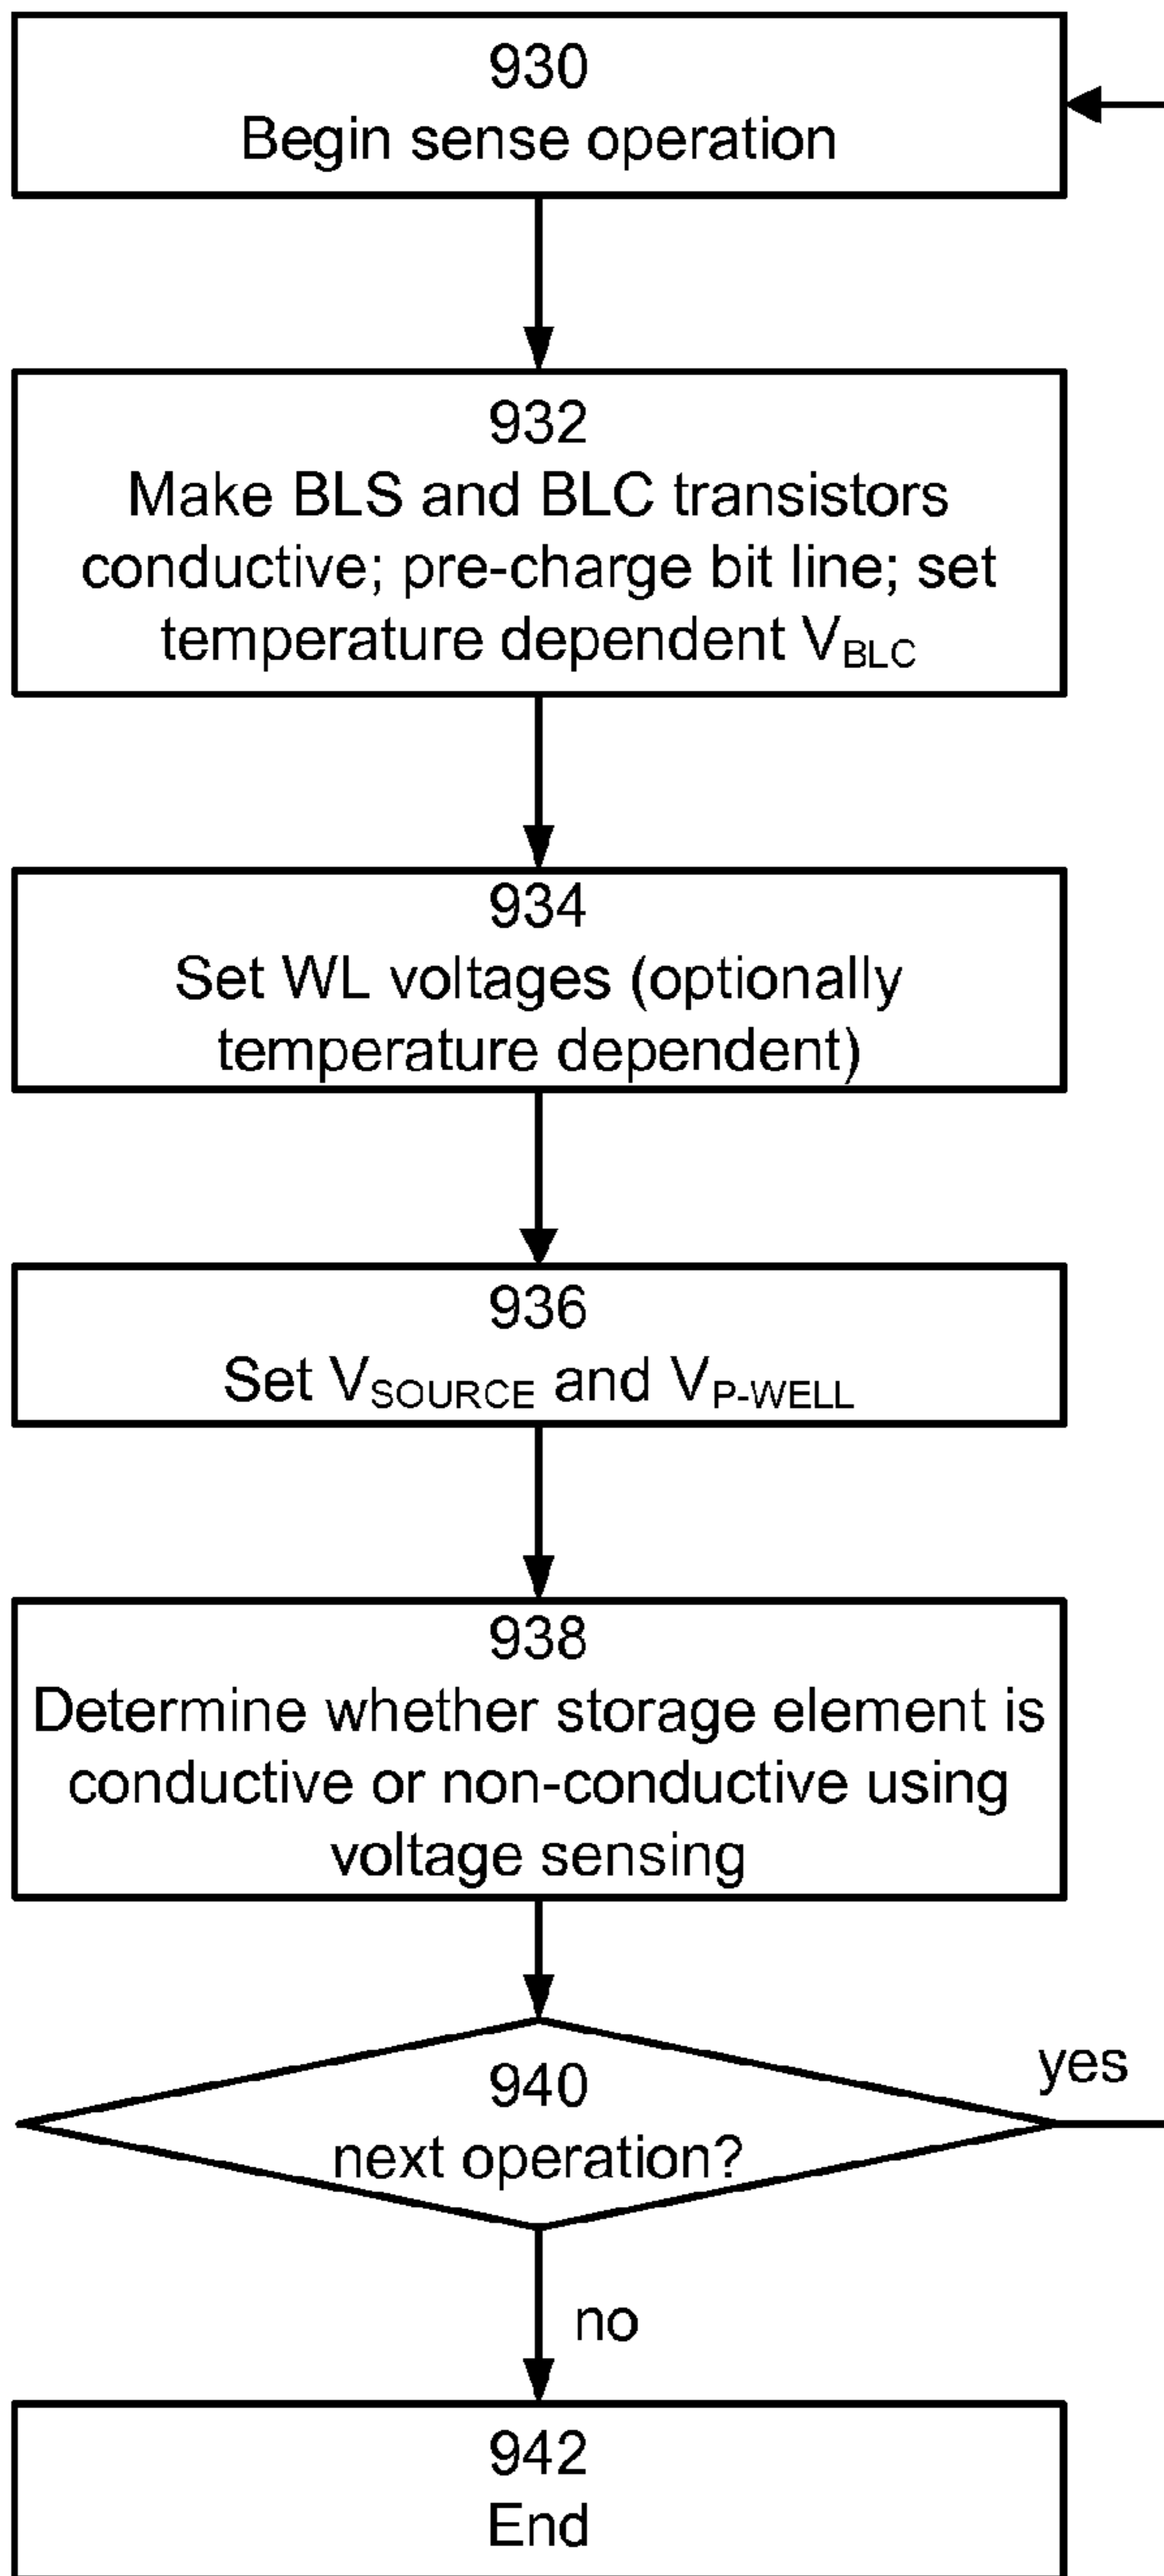 930
Begin sense operation
932
Make BLS and BLC transistors
conductive; pre-charge bit line; set
temperature dependent VBLC
934
Set WL voltages (optionally
temperature dependent)
936
Set VSOURCE and VP-WELL
938
Determine whether storage element is
conductive or non-conductive using
voltage sensing
940
next operation?
yes
no
942
End